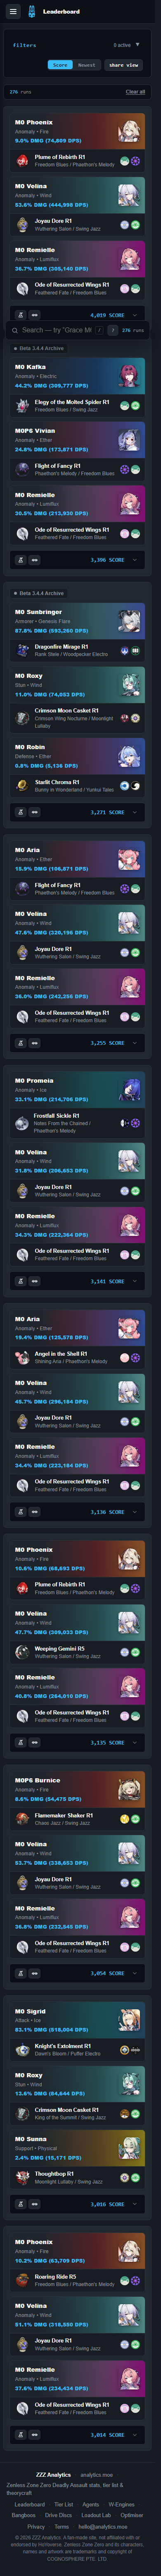 Leaderboard
Filters
0 active
Score
Newest
share view
276 runs
Clear all
M0 Phoenix
Anomaly • Fire
9.0% DMG (74,809 DPS)
Plume of Rebirth R1
Freedom Blues / Phaethon's Melody
M0 Velina
Anomaly • Wind
53.6% DMG (444,998 DPS)
Joyau Dore R1
Wuthering Salon / Swing Jazz
M0 Remielle
Anomaly • Lumiflux
36.7% DMG (305,140 DPS)
Ode of Resurrected Wings R1
Feathered Fate / Freedom Blues
4,019 SCORE
Search — try "Grace M
/
276 runs
Beta 3.4.4 Archive
M0 Kafka
Anomaly • Electric
44.2% DMG (309,777 DPS)
Elegy of the Molted Spider R1
Freedom Blues / Swing Jazz
M0P6 Vivian
Anomaly • Ether
24.8% DMG (173,871 DPS)
Flight of Fancy R1
Phaethon's Melody / Freedom Blues
M0 Remielle
Anomaly • Lumiflux
30.5% DMG (213,930 DPS)
Ode of Resurrected Wings R1
Feathered Fate / Freedom Blues
3,396 SCORE
Beta 3.4.4 Archive
M0 Sunbringer
87.8% DMG (593,260 DPS)
Dragonfire Mirage R1
M0 Roxy
Stun • Wind
11.0% DMG (74,053 DPS)
Crimson Moon Casket R1
Crimson Wing Nocturne / Moonlight
Lullaby
M0 Robin
Defense • Ether
0.8% DMG (5,136 DPS)
Starlit Chroma R1
3,271 SCORE
M0 Aria
Anomaly • Ether
15.9% DMG (106,871 DPS)
Flight of Fancy R1
Phaethon's Melody / Freedom Blues
M0 Velina
Anomaly • Wind
47.6% DMG (320,196 DPS)
Joyau Dore R1
Wuthering Salon / Swing Jazz
M0 Remielle
Anomaly • Lumiflux
36.0% DMG (242,256 DPS)
Ode of Resurrected Wings R1
Feathered Fate / Freedom Blues
3,255 SCORE
M0 Promeia
Anomaly • Ice
33.1% DMG (214,706 DPS)
Frostfall Sickle R1
Notes From the Chained /
Phaethon's Melody
M0 Velina
Anomaly • Wind
31.8% DMG (206,653 DPS)
Joyau Dore R1
Wuthering Salon / Swing Jazz
M0 Remielle
Anomaly • Lumiflux
34.3% DMG (222,364 DPS)
Ode of Resurrected Wings R1
Feathered Fate / Freedom Blues
3,141 SCORE
M0 Aria
Anomaly • Ether
19.4% DMG (125,578 DPS)
Angel in the Shell R1
Shining Aria / Phaethon's Melody
M0 Velina
Anomaly • Wind
45.7% DMG (296,184 DPS)
Joyau Dore R1
Wuthering Salon / Swing Jazz
M0 Remielle
Anomaly • Lumiflux
34.4% DMG (223,184 DPS)
Ode of Resurrected Wings R1
Feathered Fate / Freedom Blues
3,136 SCORE
M0 Phoenix
Anomaly • Fire
10.6% DMG (68,693 DPS)
Plume of Rebirth R1
Freedom Blues / Phaethon's Melody
M0 Velina
Anomaly • Wind
47.7% DMG (309,033 DPS)
Weeping Gemini R5
Wuthering Salon / Swing Jazz
M0 Remielle
Anomaly • Lumiflux
40.8% DMG (264,010 DPS)
Ode of Resurrected Wings R1
Feathered Fate / Freedom Blues
3,135 SCORE
M0P6 Burnice
Anomaly • Fire
8.6% DMG (54,475 DPS)
Flamemaker Shaker R1
Chaos Jazz / Swing Jazz
M0 Velina
Anomaly • Wind
53.7% DMG (338,653 DPS)
Joyau Dore R1
Wuthering Salon / Swing Jazz
M0 Remielle
Anomaly • Lumiflux
36.8% DMG (232,545 DPS)
Ode of Resurrected Wings R1
Feathered Fate / Freedom Blues
3,054 SCORE
M0 Sigrid
Attack • Ice
83.1% DMG (518,004 DPS)
Knight's Extolment R1
Dawn's Bloom / Puffer Electro
M0 Roxy
Stun • Wind
13.6% DMG (84,644 DPS)
Crimson Moon Casket R1
King of the Summit / Swing Jazz
M0 Sunna
Support • Physical
2.4% DMG (15,171 DPS)
Thoughtbop R1
Moonlight Lullaby / Swing Jazz
3,016 SCORE
M0 Phoenix
Anomaly • Fire
10.2% DMG (63,709 DPS)
Roaring Ride R5
Freedom Blues / Phaethon's Melody
M0 Velina
Anomaly • Wind
51.1% DMG (318,550 DPS)
Joyau Dore R1
Wuthering Salon / Swing Jazz
M0 Remielle
Anomaly • Lumiflux
37.6% DMG (234,434 DPS)
Ode of Resurrected Wings R1
Feathered Fate / Freedom Blues
3,014 SCORE
ZZZ Analytics
analytics.moe
Zenless Zone Zero Deadly Assault stats, tier list &
theorycraft
Leaderboard Tier List Agents W-Engines
Bangboos Drive Discs Loadout Lab Optimiser
Privacy Terms hello@analytics.moe
© 2026 ZZZ Analytics. A fan-made site, not affiliated with or
endorsed by HoYoverse. Zenless Zone Zero and all characters,
names and artwork are trademarks and copyright of
COGNOSPHERE PTE. LTD.